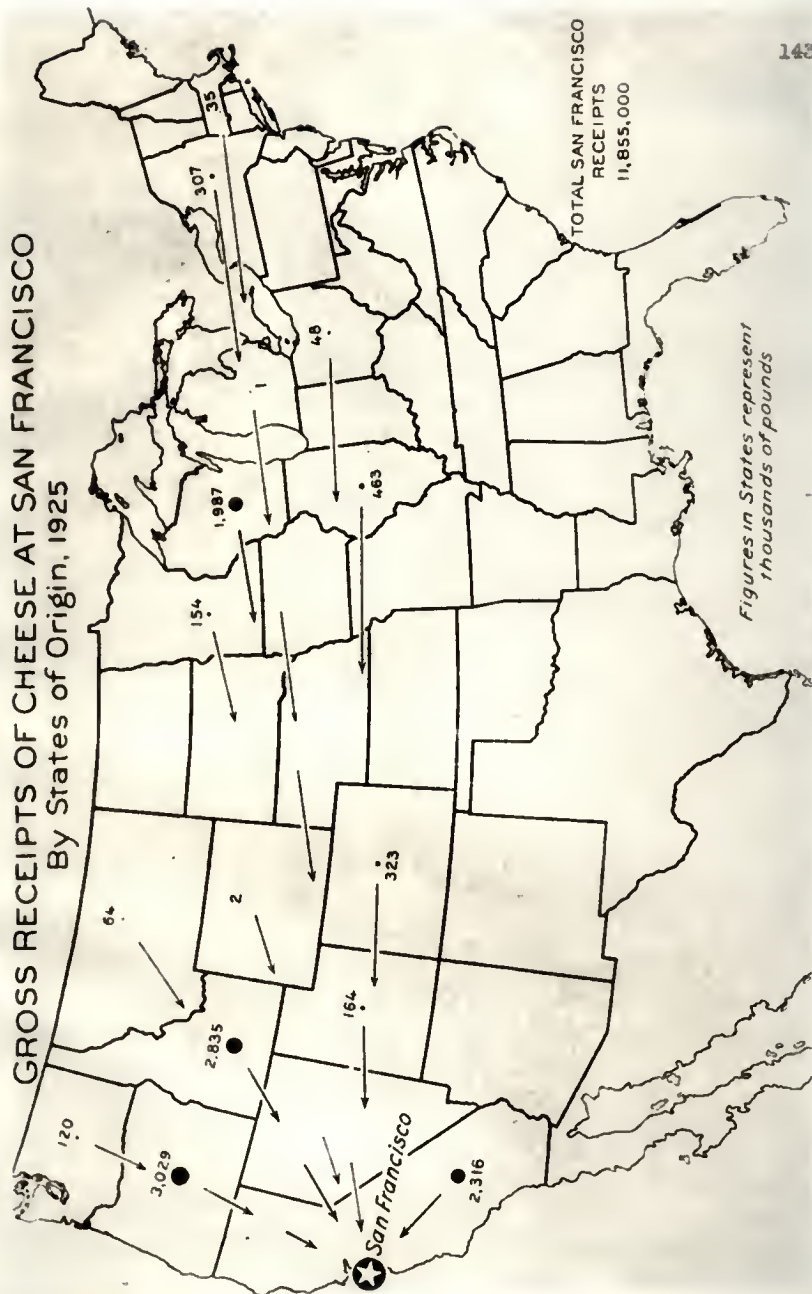 GROSS RECEIPTS OF CHEESE AT SAN FRANCISCO
By States of Origin, 1925
120
3,029
64
2,835
2
154
1,987
1
307
35
48
463
323
164
San Francisco
2,316
TOTAL SAN FRANCISCO
RECEIPTS
11,855,000
Figures in States represent
thousands of pounds
143